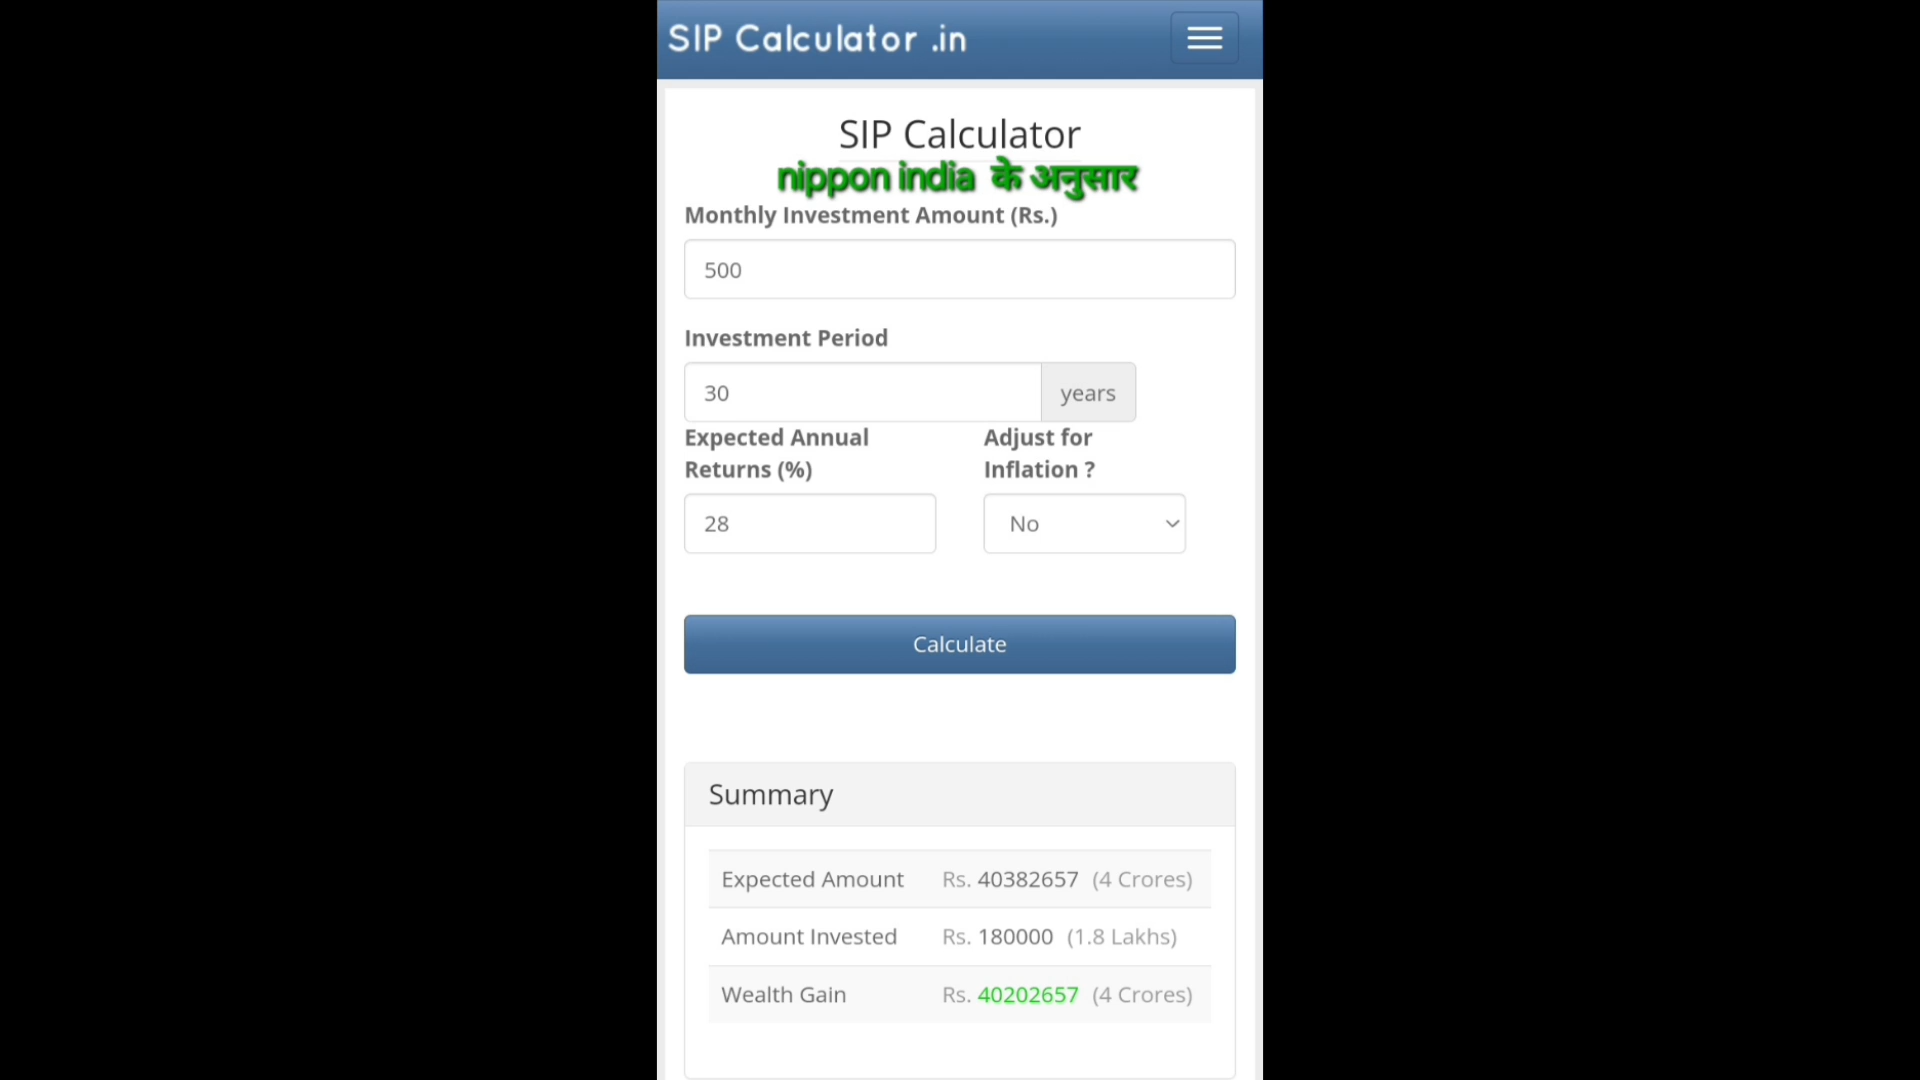 SIP Calculator .in
SIP Calculator
nippon india के अनुसार
Monthly Investment Amount (Rs.)
500
Investment Period
30 years
Expected Annual Returns (%)
Adjust for Inflation ?
28
No
Calculate
Summary
Expected Amount Rs. 40382657 (4 Crores)
Amount Invested Rs. 180000 (1.8 Lakhs)
Wealth Gain Rs. 40202657 (4 Crores)